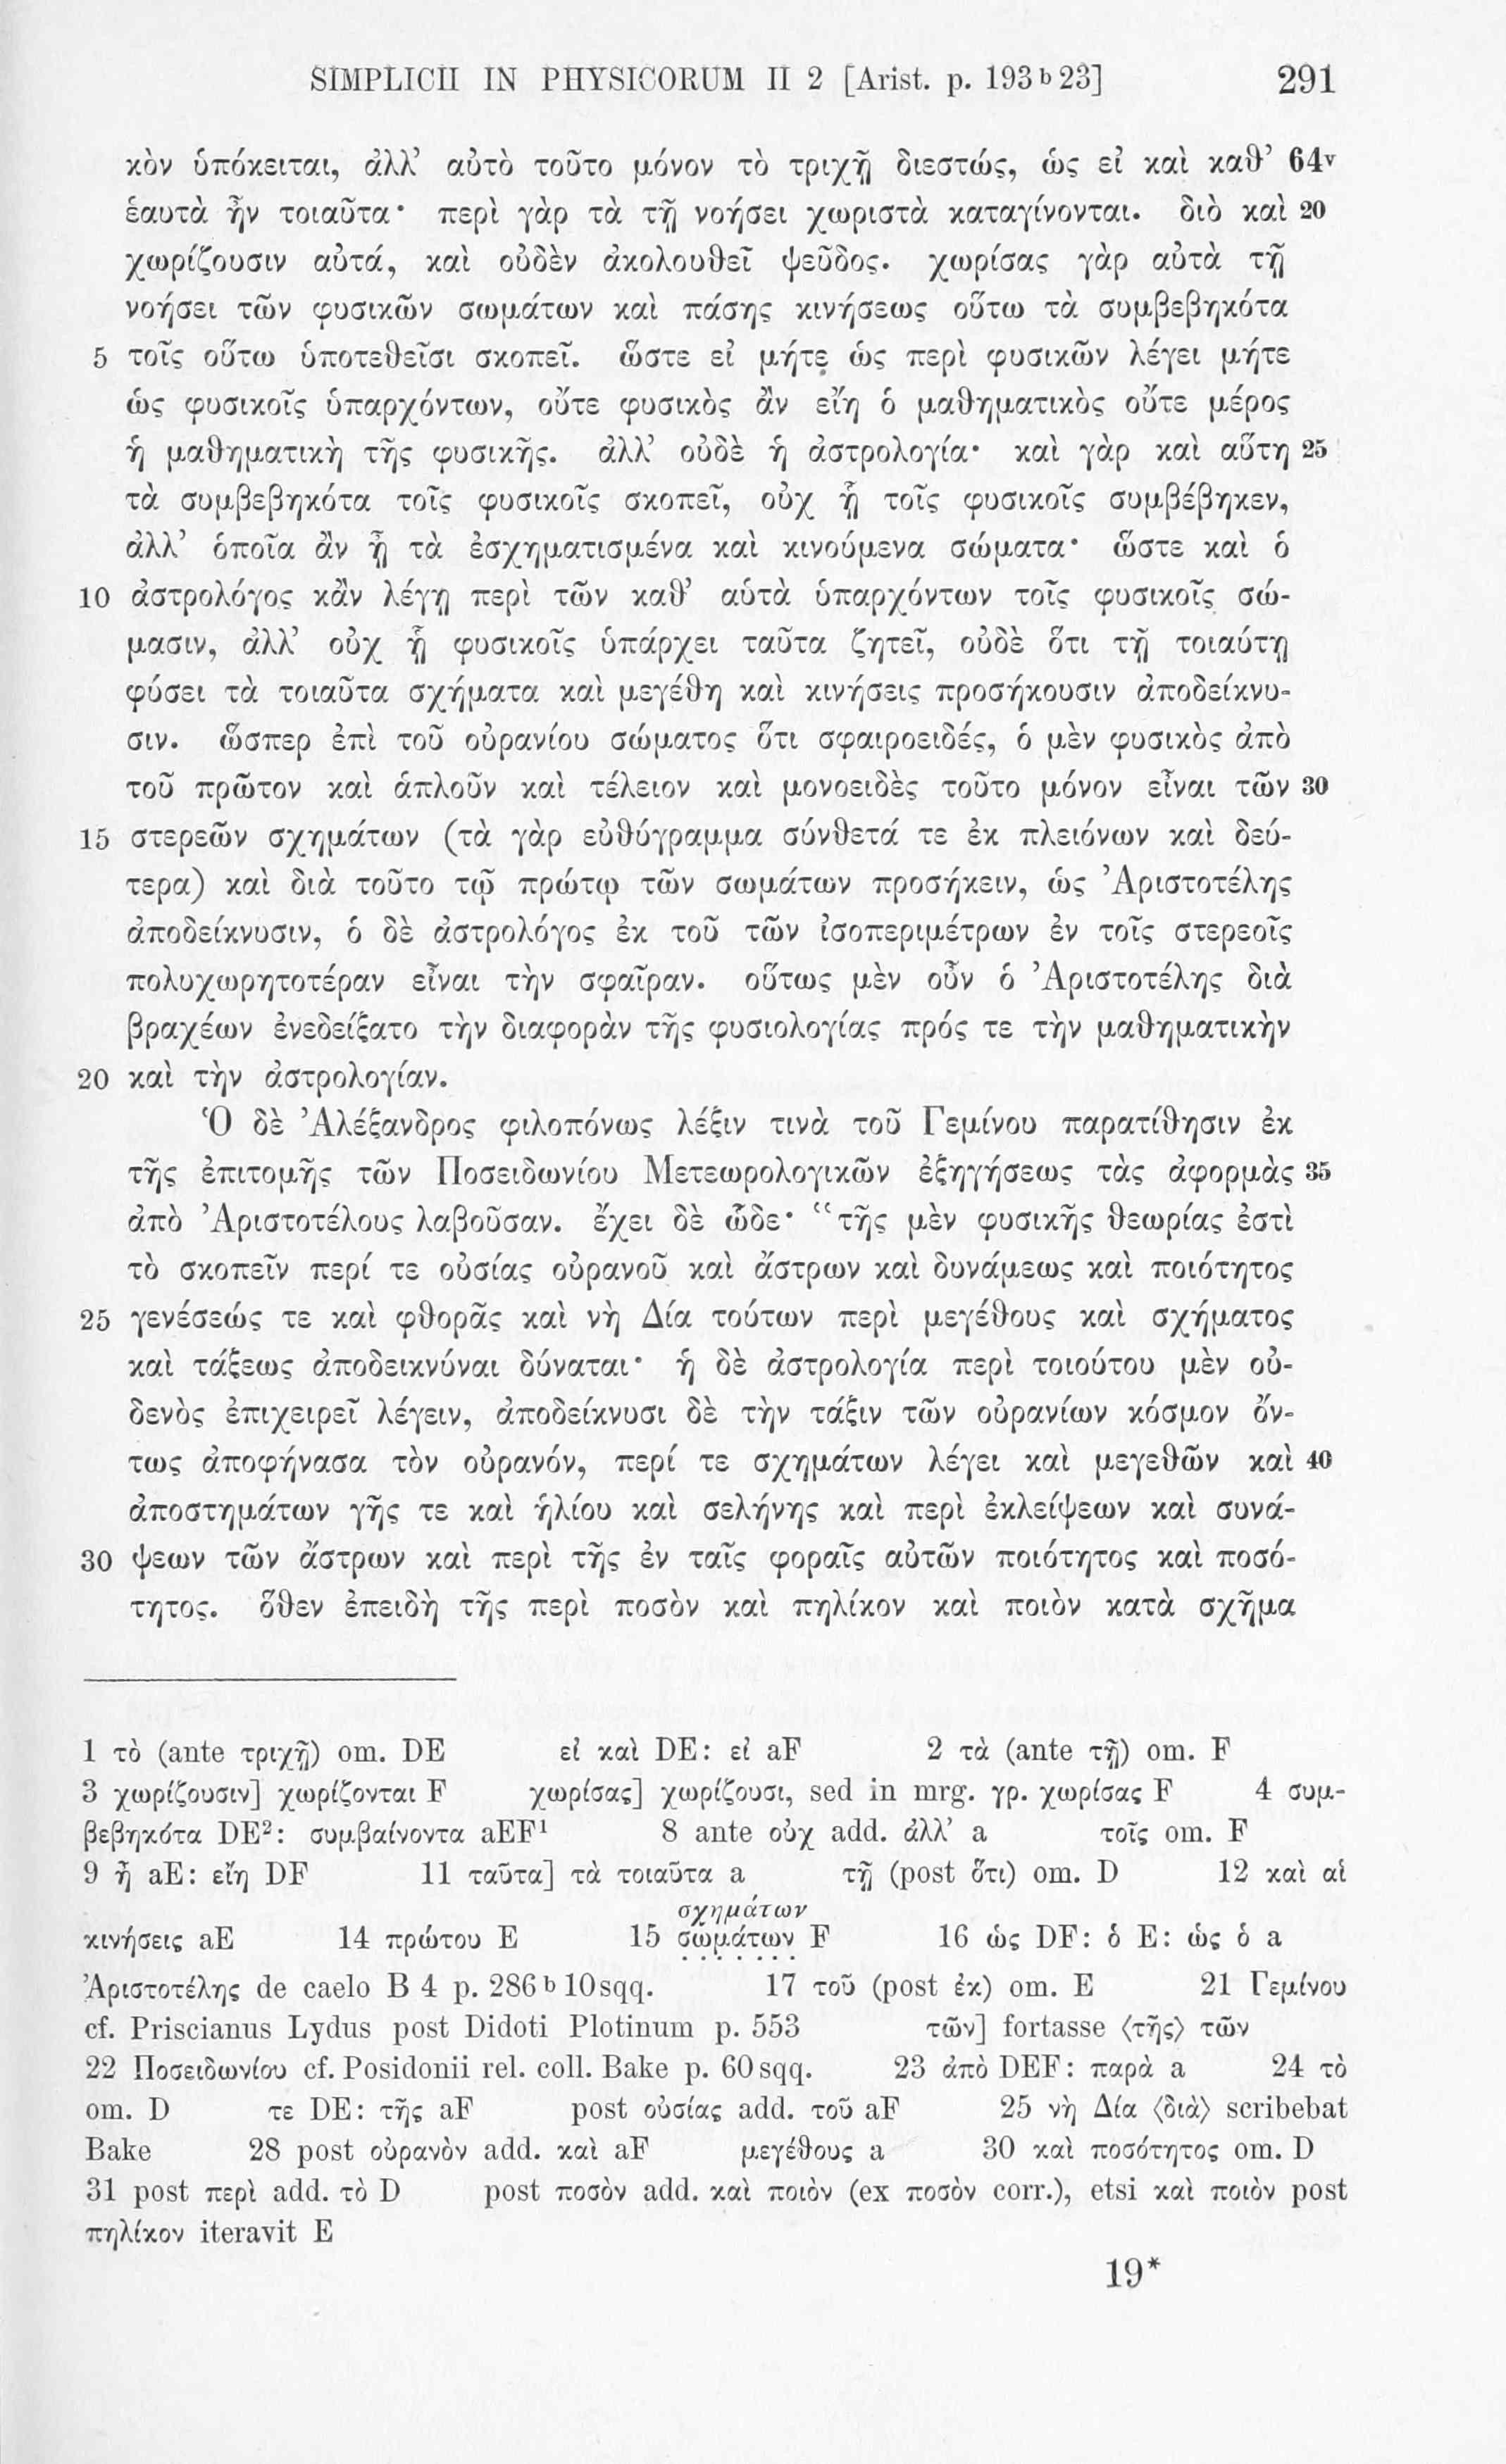 SIMPLICII IN PHYSICORUM II 2 [Arist. p. 193 b 23] 291
κὸν ὑπόκειται, ἀλλ’ αὐτὸ τοῦτο μόνον τὸ τριχῇ διεστώς, ὡς εἰ καὶ καθ’ 64v
ἑαυτὰ ἦν τοιαῦτα· περὶ γὰρ τὰ τῇ νοήσει χωριστὰ καταγίνονται. διὸ καὶ 20
χωρίζουσιν αὐτά, καὶ οὐδὲν ἀκολουθεῖ ψεῦδος. χωρίσας γὰρ αὐτὰ τῇ
νοήσει τῶν φυσικῶν σωμάτων καὶ πάσης κινήσεως οὕτω τὰ συμβεβηκότα
5 τοῖς οὕτω ὑποτεθεῖσι σκοπεῖ. ὥστε εἰ μήτε ὡς περὶ φυσικῶν λέγει μήτε
ὡς φυσικοῖς ὑπαρχόντων, οὔτε φυσικὸς ἂν εἴη ὁ μαθηματικὸς οὔτε μέρος
ἡ μαθηματικὴ τῆς φυσικῆς. ἀλλ’ οὐδὲ ἡ ἀστρολογία· καὶ γὰρ καὶ αὕτη 25
τὰ συμβεβηκότα τοῖς φυσικοῖς σκοπεῖ, οὐχ ᾗ τοῖς φυσικοῖς συμβέβηκεν,
ἀλλ’ ὁποῖα ἂν ᾖ τὰ ἐσχηματισμένα καὶ κινούμενα σώματα· ὥστε καὶ ὁ
10 ἀστρολόγος κἂν λέγῃ περὶ τῶν καθ’ αὑτὰ ὑπαρχόντων τοῖς φυσικοῖς σώ-
μασιν, ἀλλ’ οὐχ ᾗ φυσικοῖς ὑπάρχει ταῦτα ζητεῖ, οὐδὲ ὅτι τῇ τοιαύτῃ
φύσει τὰ τοιαῦτα σχήματα καὶ μεγέθη καὶ κινήσεις προσήκουσιν ἀποδείκνυ-
σιν. ὥσπερ ἐπὶ τοῦ οὐρανίου σώματος ὅτι σφαιροειδές, ὁ μὲν φυσικὸς ἀπὸ
τοῦ πρῶτον καὶ ἁπλοῦν καὶ τέλειον καὶ μονοειδὲς τοῦτο μόνον εἶναι τῶν 30
15 στερεῶν σχημάτων (τὰ γὰρ εὐθύγραμμα σύνθετά τε ἐκ πλειόνων καὶ δεύ-
τερα) καὶ διὰ τοῦτο τῷ πρώτῳ τῶν σωμάτων προσήκειν, ὡς Ἀριστοτέλης
ἀποδείκνυσιν, ὁ δὲ ἀστρολόγος ἐκ τοῦ τῶν ἰσοπεριμέτρων ἐν τοῖς στερεοῖς
πολυχωρητοτέραν εἶναι τὴν σφαῖραν. οὕτως μὲν οὖν ὁ Ἀριστοτέλης διὰ
βραχέων ἐνεδείξατο τὴν διαφορὰν τῆς φυσιολογίας πρός τε τὴν μαθηματικὴν
20 καὶ τὴν ἀστρολογίαν.
Ὁ δὲ Ἀλέξανδρος φιλοπόνως λέξιν τινὰ τοῦ Γεμίνου παρατίθησιν ἐκ
τῆς ἐπιτομῆς τῶν Ποσειδωνίου Μετεωρολογικῶν ἐξηγήσεως τὰς ἀφορμὰς 35
ἀπὸ Ἀριστοτέλους λαβοῦσαν. ἔχει δὲ ὧδε· “τῆς μὲν φυσικῆς θεωρίας ἐστὶ
τὸ σκοπεῖν περί τε οὐσίας οὐρανοῦ καὶ ἄστρων καὶ δυνάμεως καὶ ποιότητος
25 γενέσεώς τε καὶ φθορᾶς καὶ νὴ Δία τούτων περὶ μεγέθους καὶ σχήματος
καὶ τάξεως ἀποδεικνύναι δύναται· ἡ δὲ ἀστρολογία περὶ τοιούτου μὲν οὐ-
δενὸς ἐπιχειρεῖ λέγειν, ἀποδείκνυσι δὲ τὴν τάξιν τῶν οὐρανίων κόσμον ὄν-
τως ἀποφήνασα τὸν οὐρανόν, περί τε σχημάτων λέγει καὶ μεγεθῶν καὶ 40
ἀποστημάτων γῆς τε καὶ ἡλίου καὶ σελήνης καὶ περὶ ἐκλείψεων καὶ συνά-
30 ψεων τῶν ἄστρων καὶ περὶ τῆς ἐν ταῖς φοραῖς αὐτῶν ποιότητος καὶ ποσό-
τητος. ὅθεν ἐπειδὴ τῆς περὶ ποσὸν καὶ πηλίκον καὶ ποιὸν κατὰ σχῆμα
1 τὸ (ante τριχῇ) om. DE εἰ καὶ DE: εἰ aF 2 τὰ (ante τῇ) om. F
3 χωρίζουσιν] χωρίζονται F χωρίσας] χωρίζουσι, sed in mrg. γρ. χωρίσας F 4 συμ-
βεβηκότα DE²: συμβαίνοντα aEF¹ 8 ante οὐχ add. ἀλλ’ a τοῖς om. F
9 ᾖ aE: εἴη DF 11 ταῦτα] τὰ τοιαῦτα a τῇ (post ὅτι) om. D 12 καὶ αἱ
σχημάτων
κινήσεις aE 14 πρώτου E 15 σωμάτων F 16 ὡς DF: ὁ E: ὡς ὁ a
Ἀριστοτέλης de caelo B 4 p. 286 b 10 sqq. 17 τοῦ (post ἐκ) om. E 21 Γεμίνου
cf. Priscianus Lydus post Didoti Plotinum p. 553 τῶν] fortasse ⟨τῆς⟩ τῶν
22 Ποσειδωνίου cf. Posidonii rel. coll. Bake p. 60 sqq. 23 ἀπὸ DEF: παρὰ a 24 τὸ
om. D τε DE: τῆς aF post οὐσίας add. τοῦ aF 25 νὴ Δία ⟨διὰ⟩ scribebat
Bake 28 post οὐρανὸν add. καὶ aF μεγέθους a 30 καὶ ποσότητος om. D
31 post περὶ add. τὸ D post ποσὸν add. καὶ ποιὸν (ex ποσὸν corr.), etsi καὶ ποιὸν post
πηλίκον iteravit E
19*